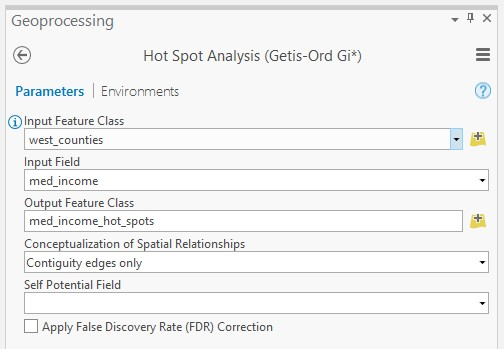 Geoprocessing
Hot Spot Analysis (Getis-Ord Gi*)
Parameters | Environments
Input Feature Class
west_counties
Input Field
med_income
Output Feature Class
med_income_hot_spots
Conceptualization of Spatial Relationships
Contiguity edges only
Self Potential Field
Apply False Discovery Rate (FDR) Correction